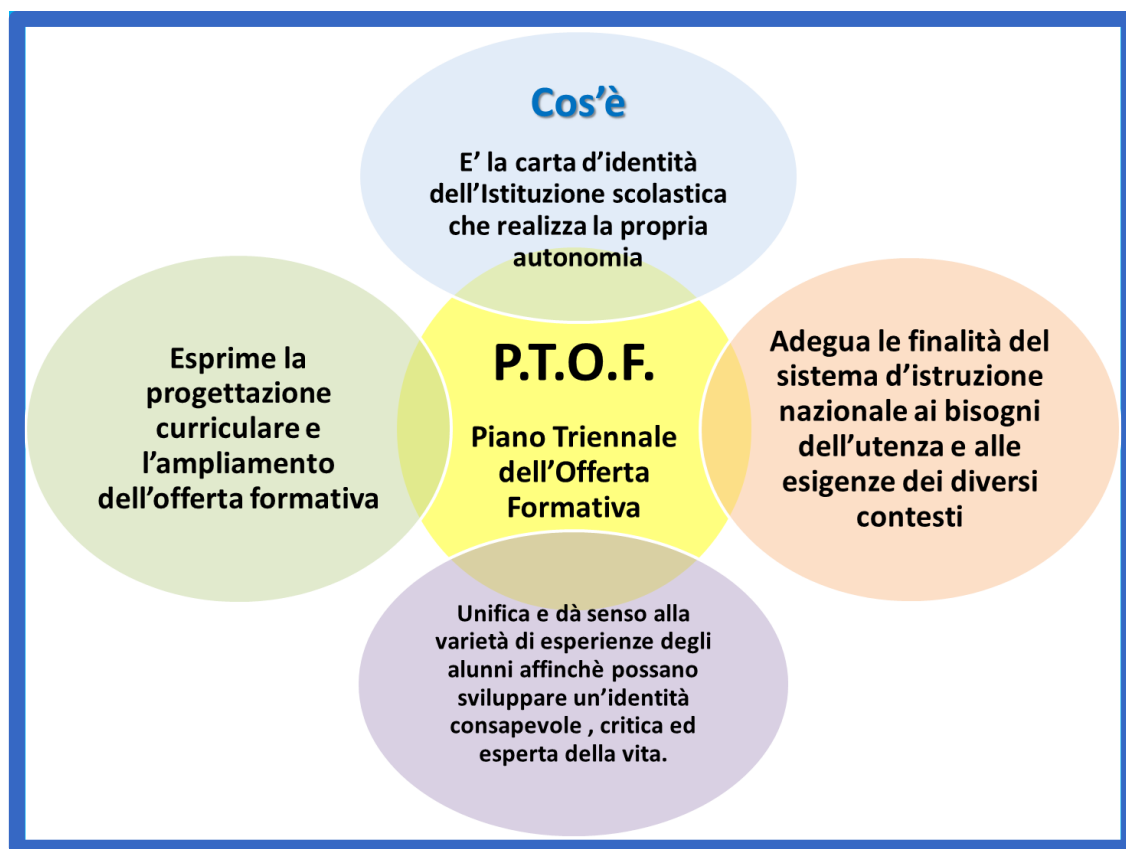 Cos'è
E' la carta d'identità
dell'Istituzione scolastica
che realizza la propria
autonomia
Esprime la
progettazione
curriculare e
l'ampliamento
dell'offerta formativa
P.T.O.F.
Piano Triennale
dell'Offerta
Formativa
Adegua le finalità del
sistema d'istruzione
nazionale ai bisogni
dell'utenza e alle
esigenze dei diversi
contesti
Unifica e dà senso alla
varietà di esperienze degli
alunni affinchè possano
sviluppare un'identità
consapevole , critica ed
esperta della vita.